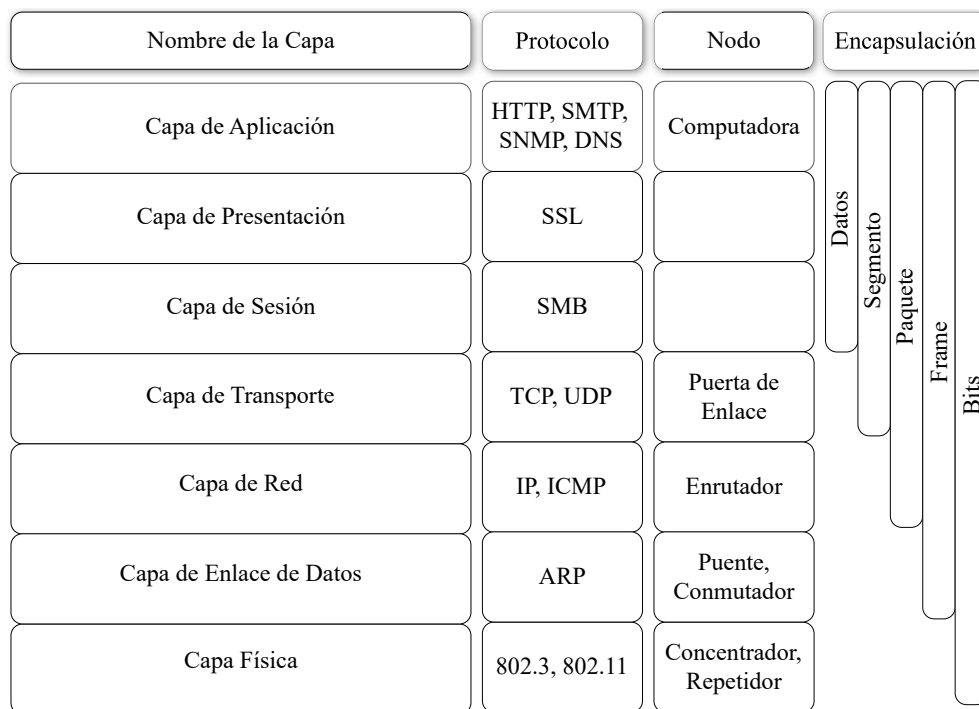 Nombre de la Capa
Protocolo
Nodo
Encapsulación
Capa de Aplicación
HTTP, SMTP,
SNMP, DNS
Computadora
Capa de Presentación
SSL
Capa de Sesión
SMB
Capa de Transporte
TCP, UDP
Puerta de
Enlace
Capa de Red
IP, ICMP
Enrutador
Capa de Enlace de Datos
ARP
Puente,
Conmutador
Capa Física
802.3, 802.11
Concentrador,
Repetidor
Datos
Segmento
Paquete
Frame
Bits